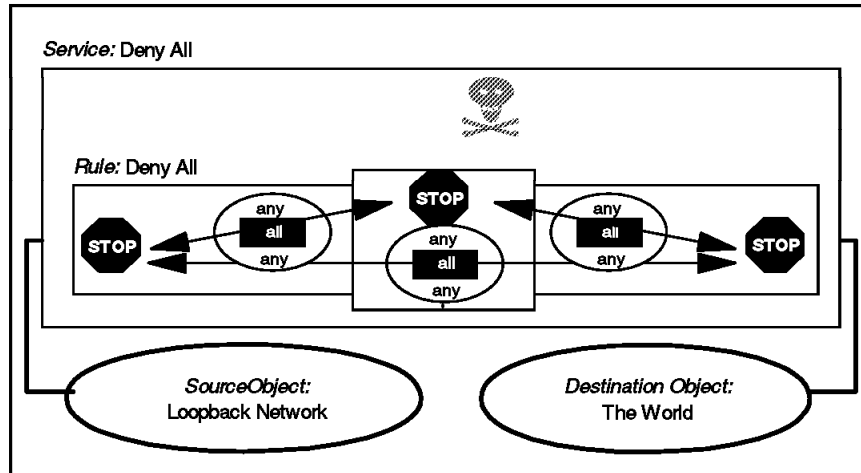 Service: Deny All
Rule: Deny All
STOP
any
all
any
STOP
any
all
any
any
all
any
STOP
SourceObject:
Loopback Network
Destination Object:
The World